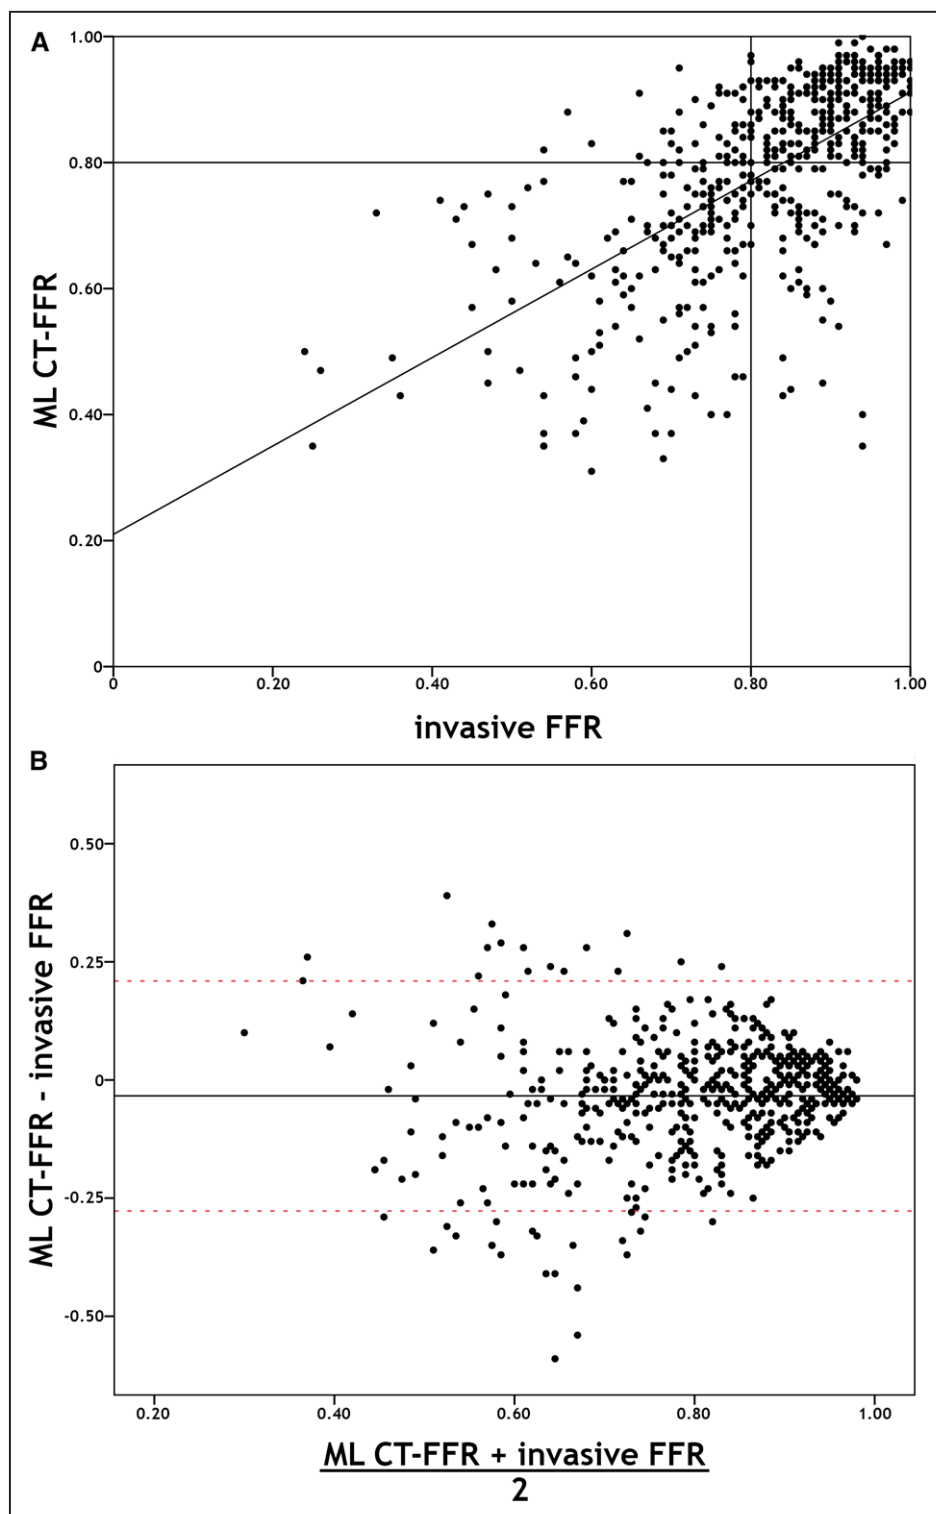 A
1.00
0.80
0.60
0.40
0.20
0
0 0.20 0.40 0.60 0.80 1.00
ML CT-FFR
invasive FFR
B
0.50
0.25
0
-0.25
-0.50
0.20 0.40 0.60 0.80 1.00
ML CT-FFR - invasive FFR
ML CT-FFR + invasive FFR
2